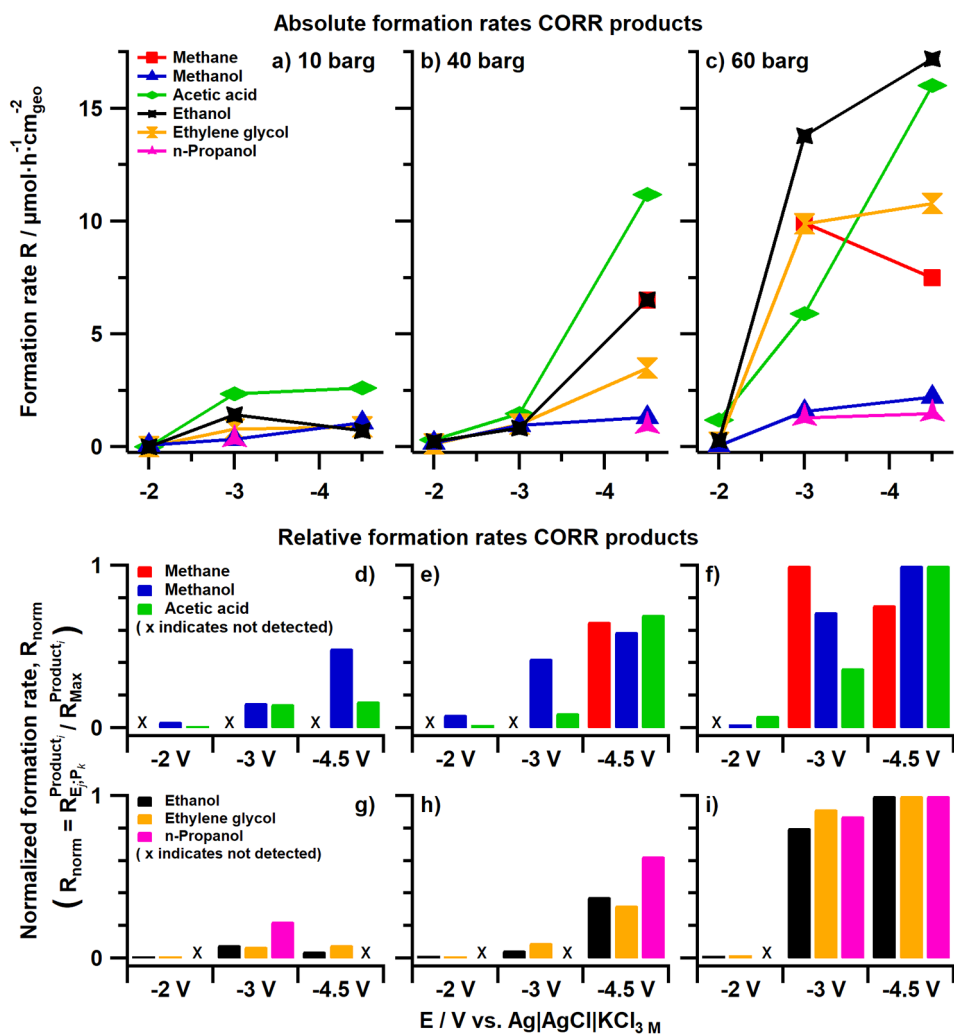 Absolute formation rates CORR products
Methane
Methanol
Acetic acid
Ethanol
Ethylene glycol
n-Propanol
a) 10 barg
b) 40 barg
c) 60 barg
Formation rate R / µmol·h⁻¹·cm⁻²geo
15
10
5
0
-2 -3 -4
-2 -3 -4
-2 -3 -4
Relative formation rates CORR products
Normalized formation rate, Rnorm
( Rnorm = R^Product_i_E_j;P_k / R^Product_i_Max )
1
0
Methane
Methanol
Acetic acid
( x indicates not detected)
d)
e)
f)
x x x
x x
x
-2 V -3 V -4.5 V
-2 V -3 V -4.5 V
-2 V -3 V -4.5 V
1
0
Ethanol
Ethylene glycol
n-Propanol
( x indicates not detected)
g)
h)
i)
x x
x x
x
-2 V -3 V -4.5 V
-2 V -3 V -4.5 V
-2 V -3 V -4.5 V
E / V vs. Ag|AgCl|KCl3 M